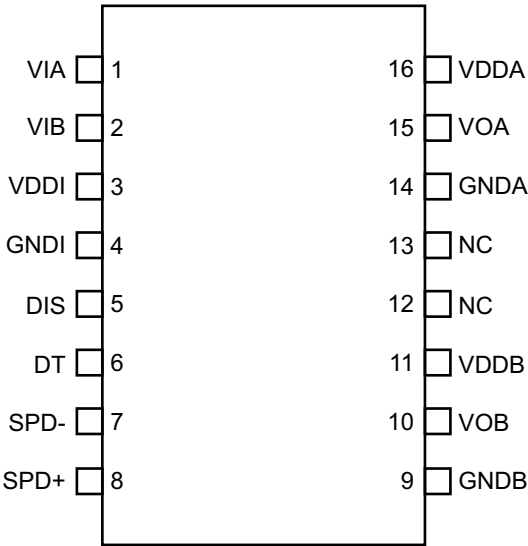 VIA 1 16 VDDA
VIB 2 15 VOA
VDDI 3 14 GNDA
GNDI 4 13 NC
DIS 5 12 NC
DT 6 11 VDDB
SPD- 7 10 VOB
SPD+ 8 9 GNDB